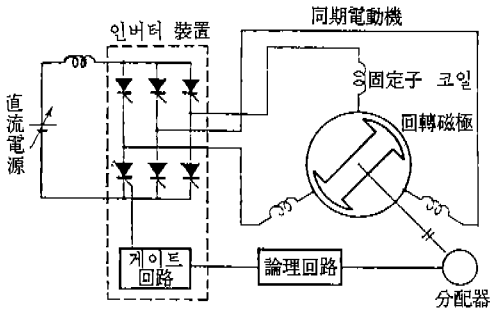 同期電動機
인버터 裝置
固定子 코일
直流電源
回轉磁極
게이트
回路
論理回路
分配器